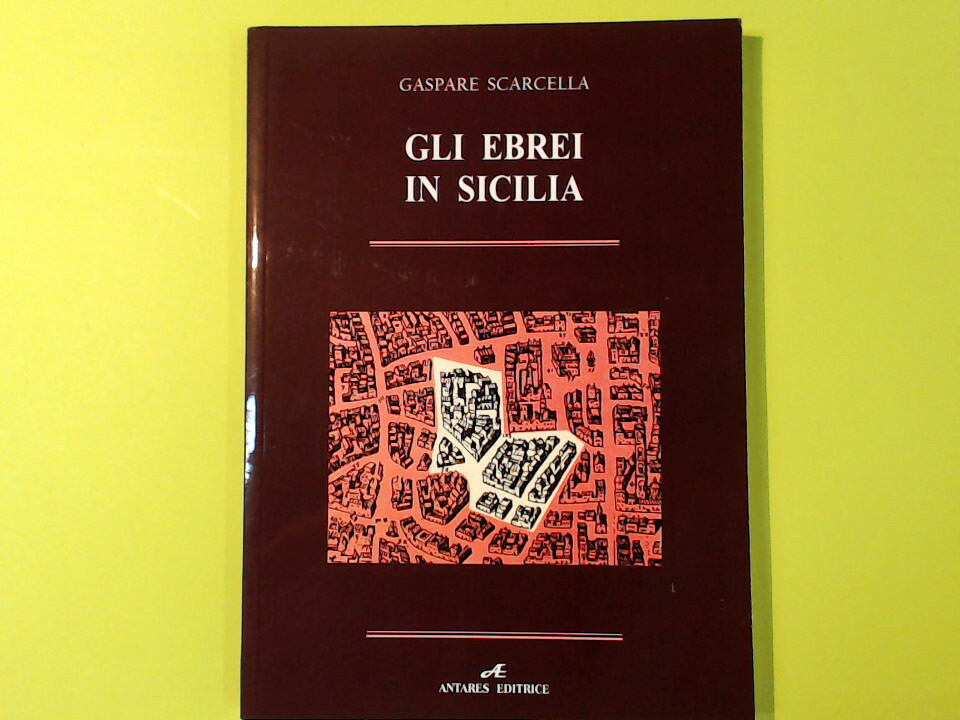 GASPARE SCARCELLA
GLI EBREI
IN SICILIA
Æ
ANTARES EDITRICE